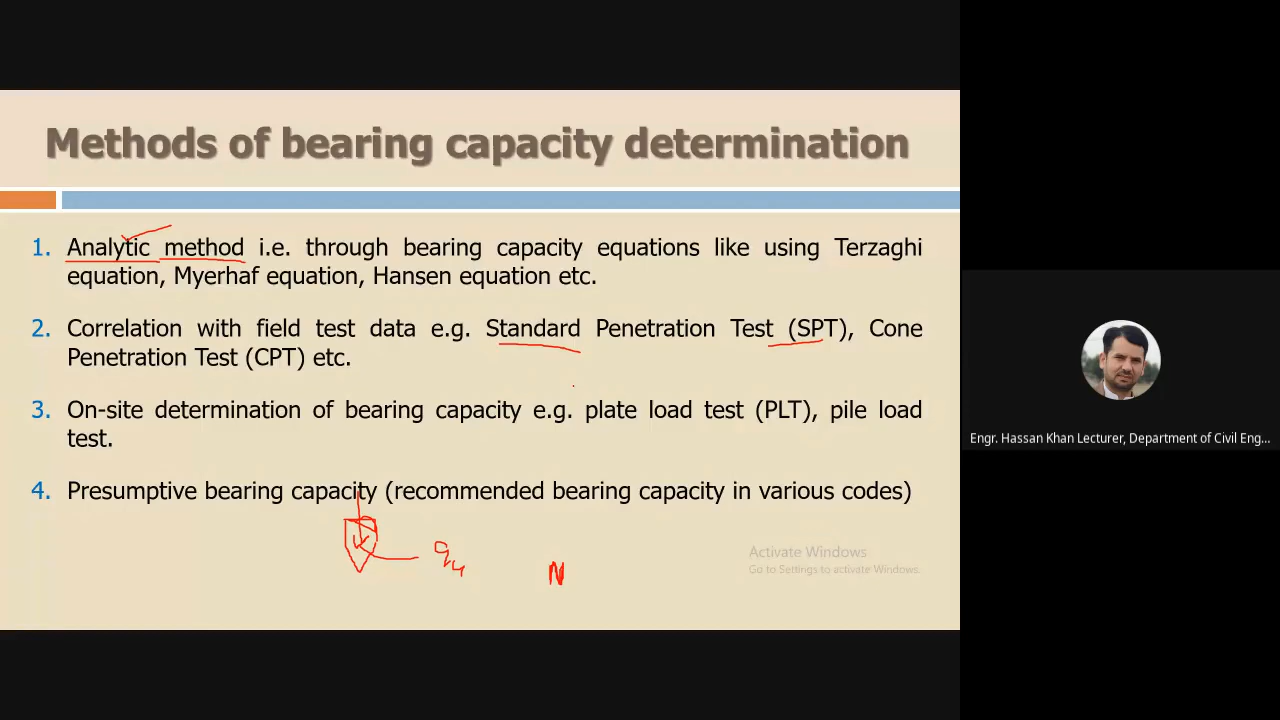 Methods of bearing capacity determination
1. Analytic method i.e. through bearing capacity equations like using Terzaghi
equation, Myerhaf equation, Hansen equation etc.
2. Correlation with field test data e.g. Standard Penetration Test (SPT), Cone
Penetration Test (CPT) etc.
3. On-site determination of bearing capacity e.g. plate load test (PLT), pile load
test.
4. Presumptive bearing capacity (recommended bearing capacity in various codes)
N
Activate Windows
Go to Settings to activate Windows.
Engr. Hassan Khan Lecturer, Department of Civil Eng...